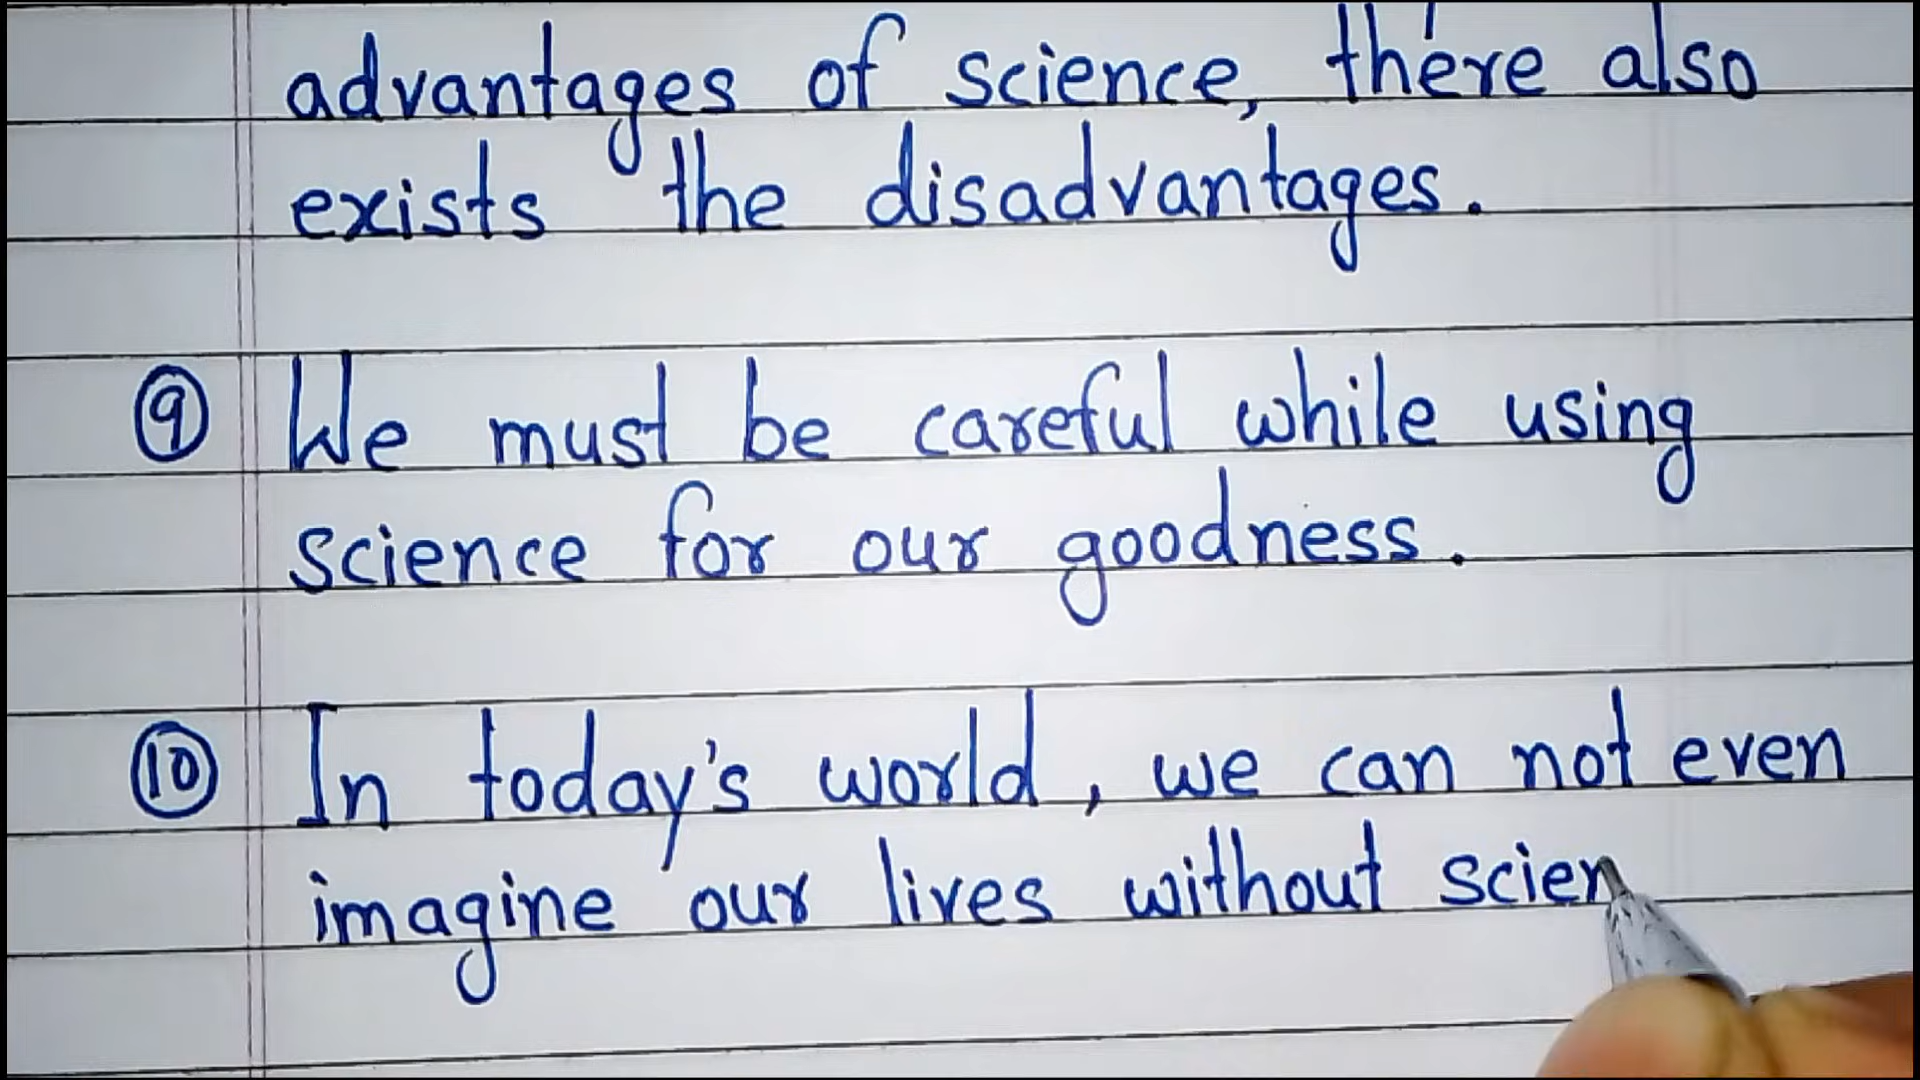 advantages of science, there also
exists the disadvantages.
9 We must be careful while using
science for our goodness.
10 In today's world, we can not even
imagine our lives without scien